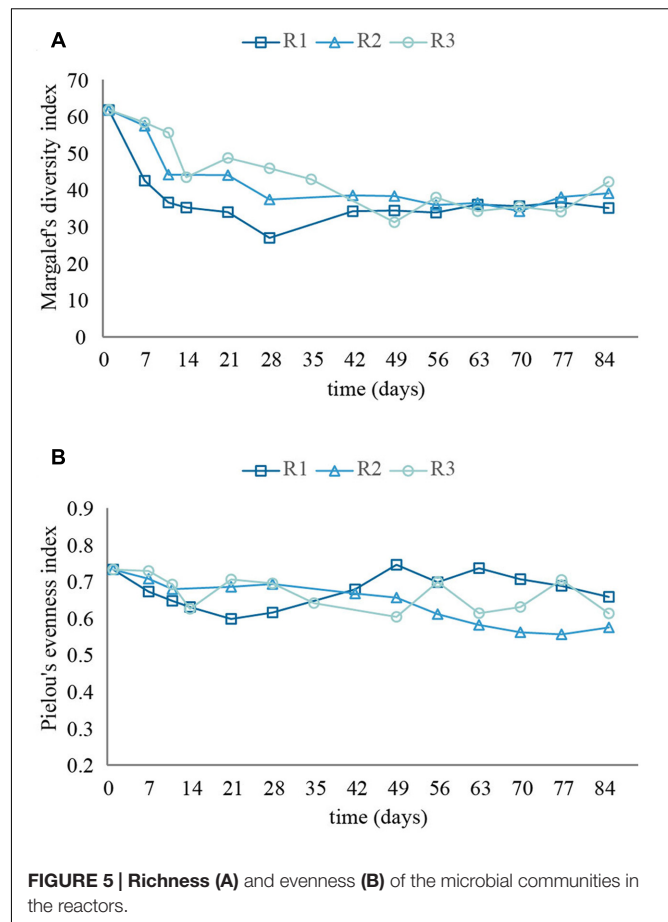 A
R1 R2 R3
Margalef's diversity index
70
60
50
40
30
20
10
0
0 7 14 21 28 35 42 49 56 63 70 77 84
time (days)
B
R1 R2 R3
Pielou's evenness index
0.9
0.8
0.7
0.6
0.5
0.4
0.3
0.2
0 7 14 21 28 35 42 49 56 63 70 77 84
time (days)
FIGURE 5 | Richness (A) and evenness (B) of the microbial communities in
the reactors.